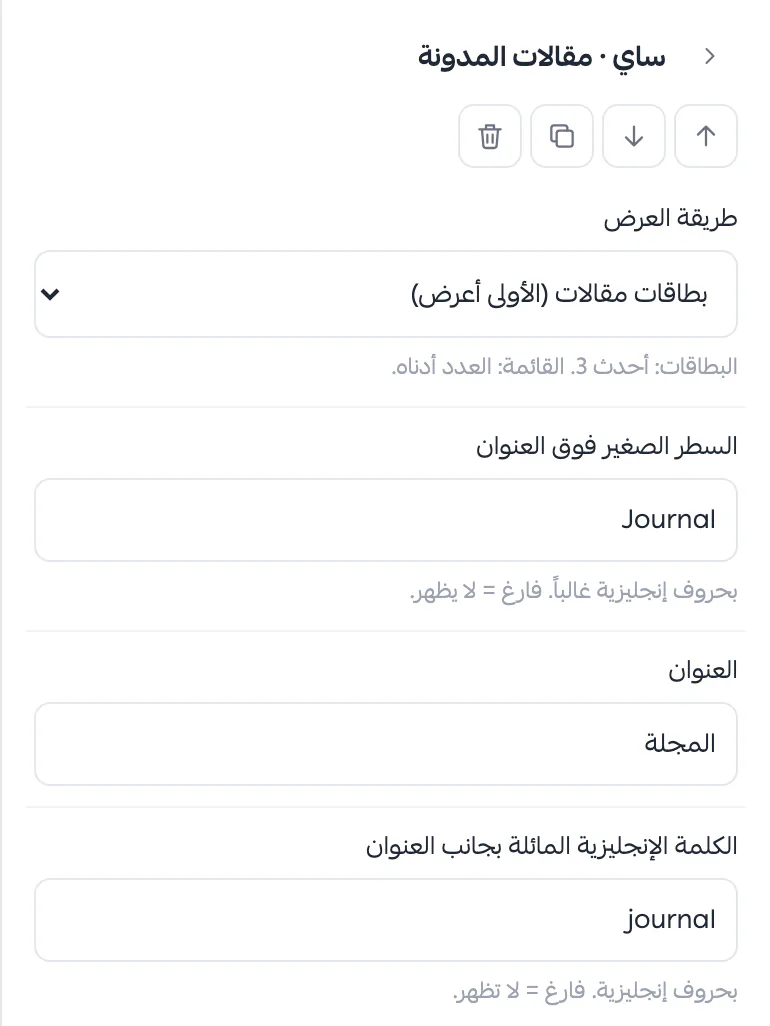 ساي · مقالات المدونة
طريقة العرض
بطاقات مقالات (الأولى أعرض)
البطاقات: أحدث 3. القائمة: العدد أدناه.
السطر الصغير فوق العنوان
Journal
بحروف إنجليزية غالباً. فارغ = لا يظهر.
العنوان
المجلة
الكلمة الإنجليزية المائلة بجانب العنوان
journal
بحروف إنجليزية. فارغ = لا تظهر.